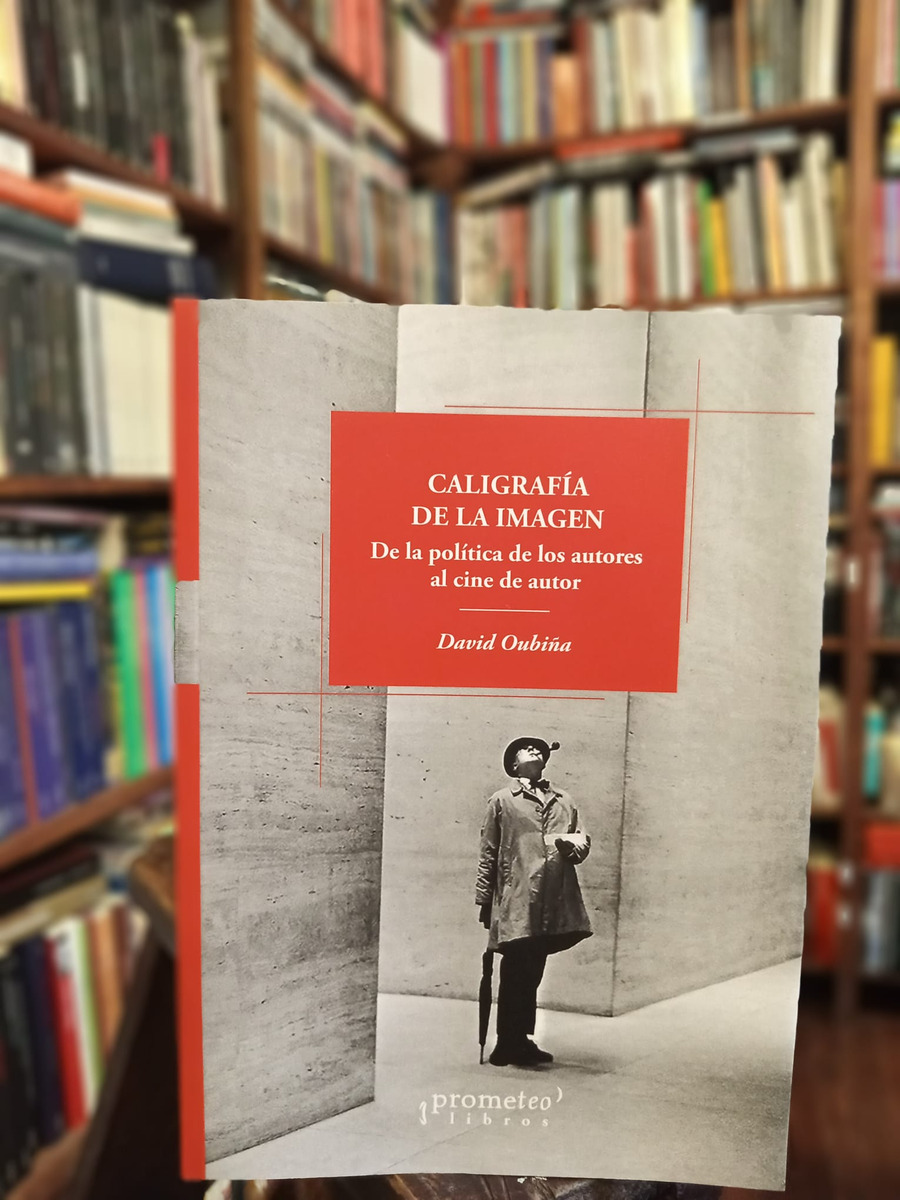 CALIGRAFÍA
DE LA IMAGEN
De la política de los autores
al cine de autor
David Oubiña
prometeo
libros